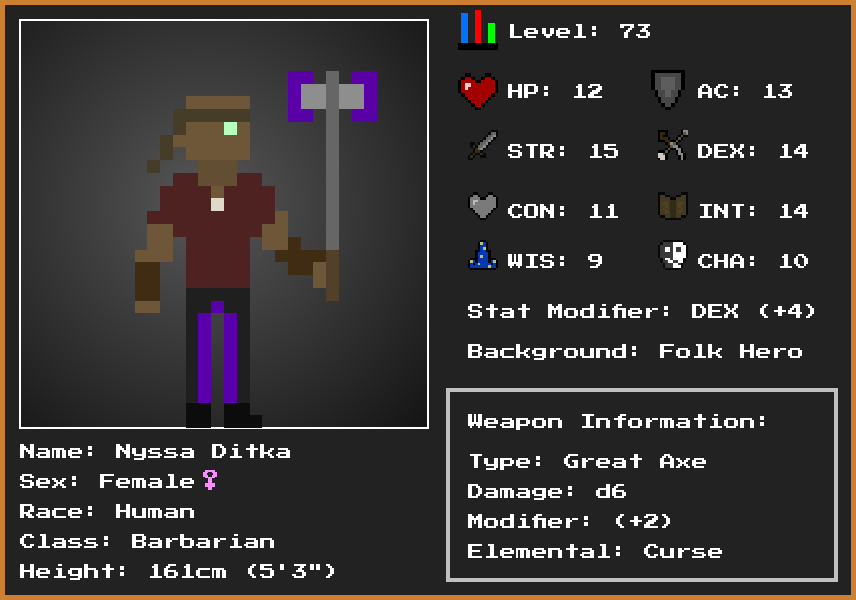 Level: 73
HP: 12
AC: 13
STR: 15
DEX: 14
CON: 11
INT: 14
WIS: 9
CHA: 10
Stat Modifier: DEX (+4)
Background: Folk Hero
Weapon Information:
Type: Great Axe
Damage: d6
Modifier: (+2)
Elemental: Curse
Name: Nyssa Ditka
Sex: Female♀
Race: Human
Class: Barbarian
Height: 161cm (5'3")